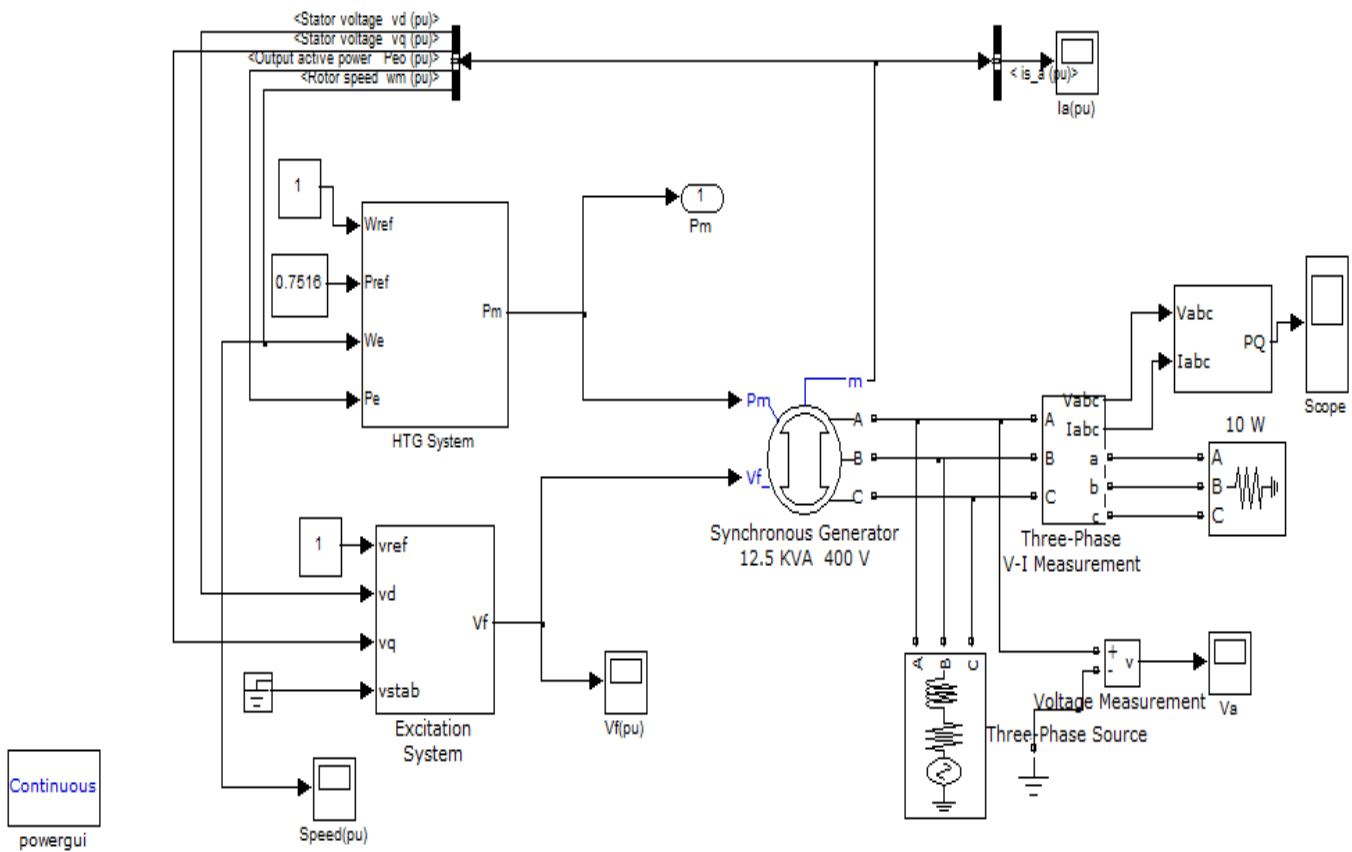 <Stator voltage vd (pu)>
<Stator voltage vq (pu)>
<Output active power Peo (pu)>
<Rotor speed wm (pu)>
< is_a (pu)>
Ia(pu)
1
Wref
0.7516
Pref
We
Pe
Pm
HTG System
1
Pm
m
Pm
Vf_
A
B
C
Synchronous Generator
12.5 KVA 400 V
Vabc
Iabc
A
B
C
a
b
c
Three-Phase
V-I Measurement
Vabc
Iabc
PQ
Scope
10 W
A
B
C
1
vref
vd
vq
vstab
Vf
Excitation
System
Vf(pu)
A
B
C
Three-Phase Source
+
-
v
Voltage Measurement
Va
Continuous
powergui
Speed(pu)